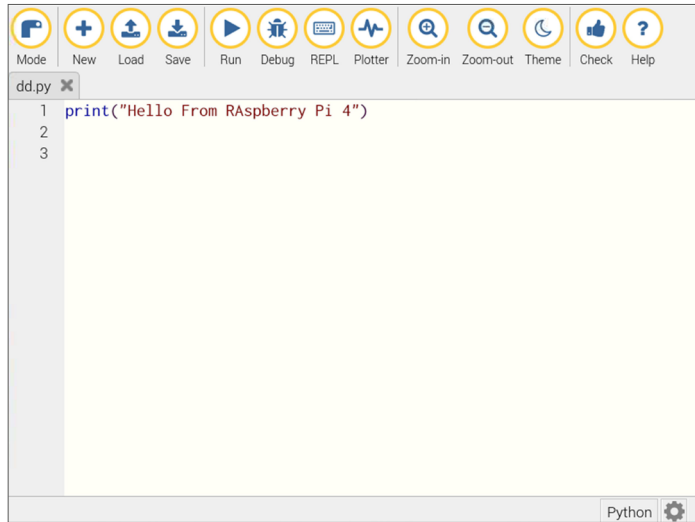 Mode New Load Save Run Debug REPL Plotter Zoom-in Zoom-out Theme Check Help
dd.py
1 print("Hello From RAspberry Pi 4")
2
3
Python